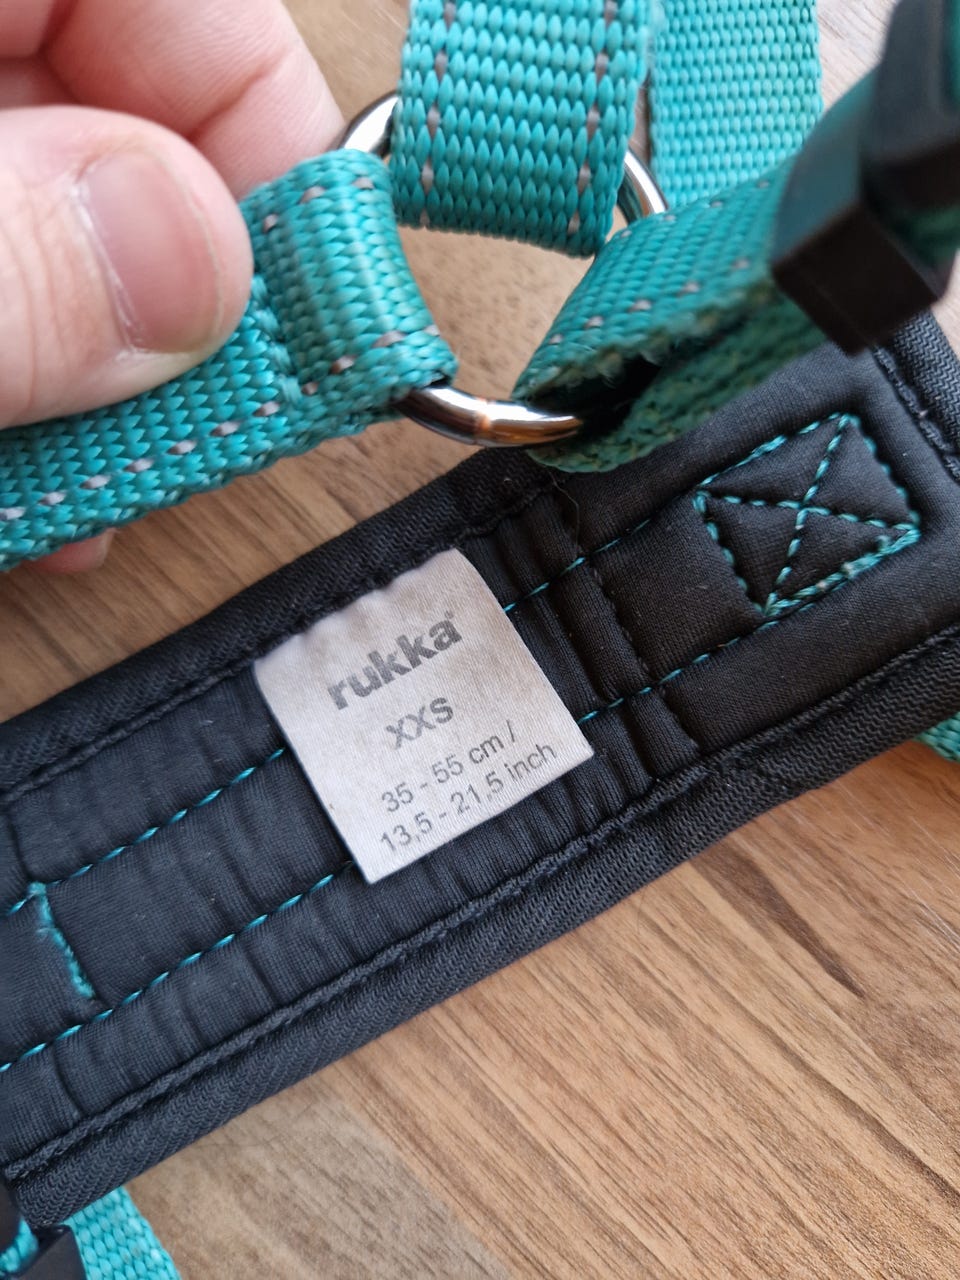 rukka®
XXS
35 - 55 cm /
13,5 - 21,5 inch